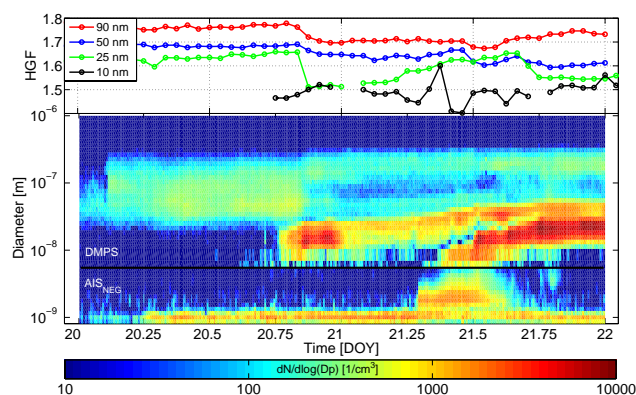 1.8
1.7
1.6
1.5
HGF
90 nm
50 nm
25 nm
10 nm
10⁻⁶
10⁻⁷
10⁻⁸
10⁻⁹
Diameter [m]
DMPS
AIS_NEG
20 20.25 20.5 20.75 21 21.25 21.5 21.75 22
Time [DOY]
dN/dlog(Dp) [1/cm³]
10 100 1000 10000